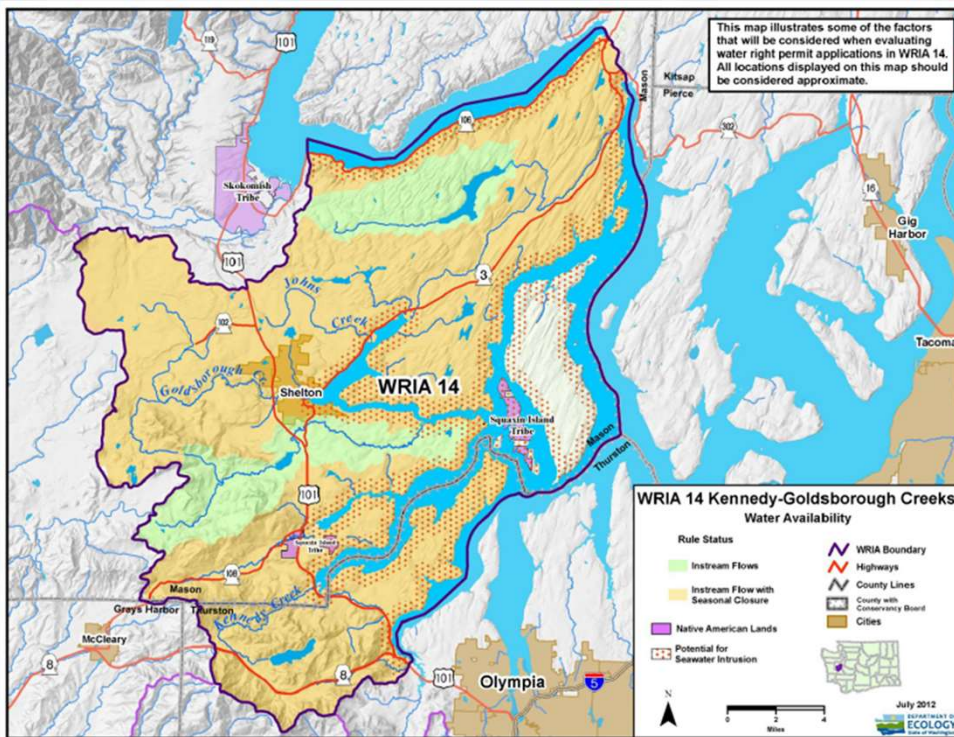 This map illustrates some of the factors
that will be considered when evaluating
water right permit applications in WRIA 14.
All locations displayed on this map should
be considered approximate.
119
101
Mason
Kitsap
Pierce
106
302
Skokomish
Tribe
16
Gig
Harbor
101
3
Johns
Creek
102
Tacoma
Goldsborough
Cre
Shelton
WRIA 14
Squaxin Island
Tribe
Mason
Thurston
101
Squaxin Island
Tribe
108
Mason
Grays Harbor
Thurston
Kennedy Creek
McCleary
8
8
101
Olympia
5
WRIA 14 Kennedy-Goldsborough Creeks
Water Availability
Rule Status
Instream Flows
Instream Flow with
Seasonal Closure
Native American Lands
Potential for
Seawater Intrusion
WRIA Boundary
Highways
County Lines
County with
Conservancy Board
Cities
N
0 2 4
Miles
July 2012
DEPARTMENT OF
ECOLOGY
State of Washington